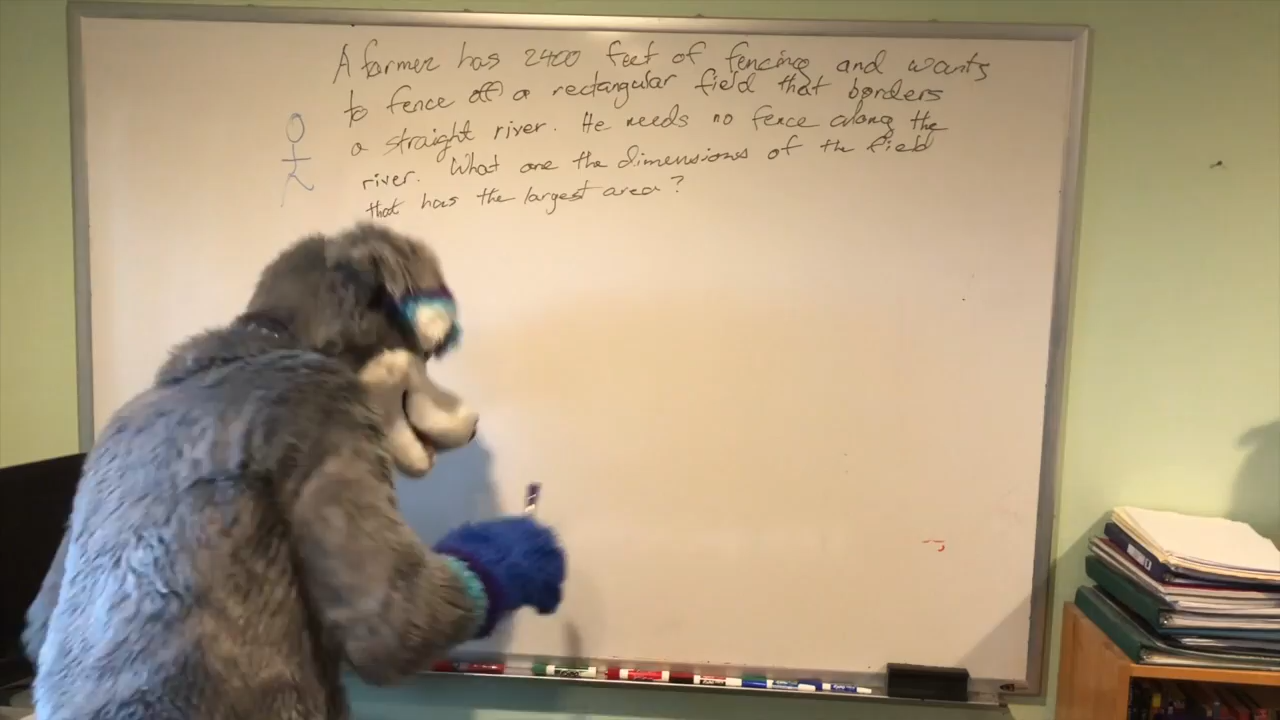 A farmer has 2400 feet of fencing and wants
to fence off a rectangular field that borders
a straight river. He needs no fence along the
river. What are the dimensions of the field
that has the largest area?